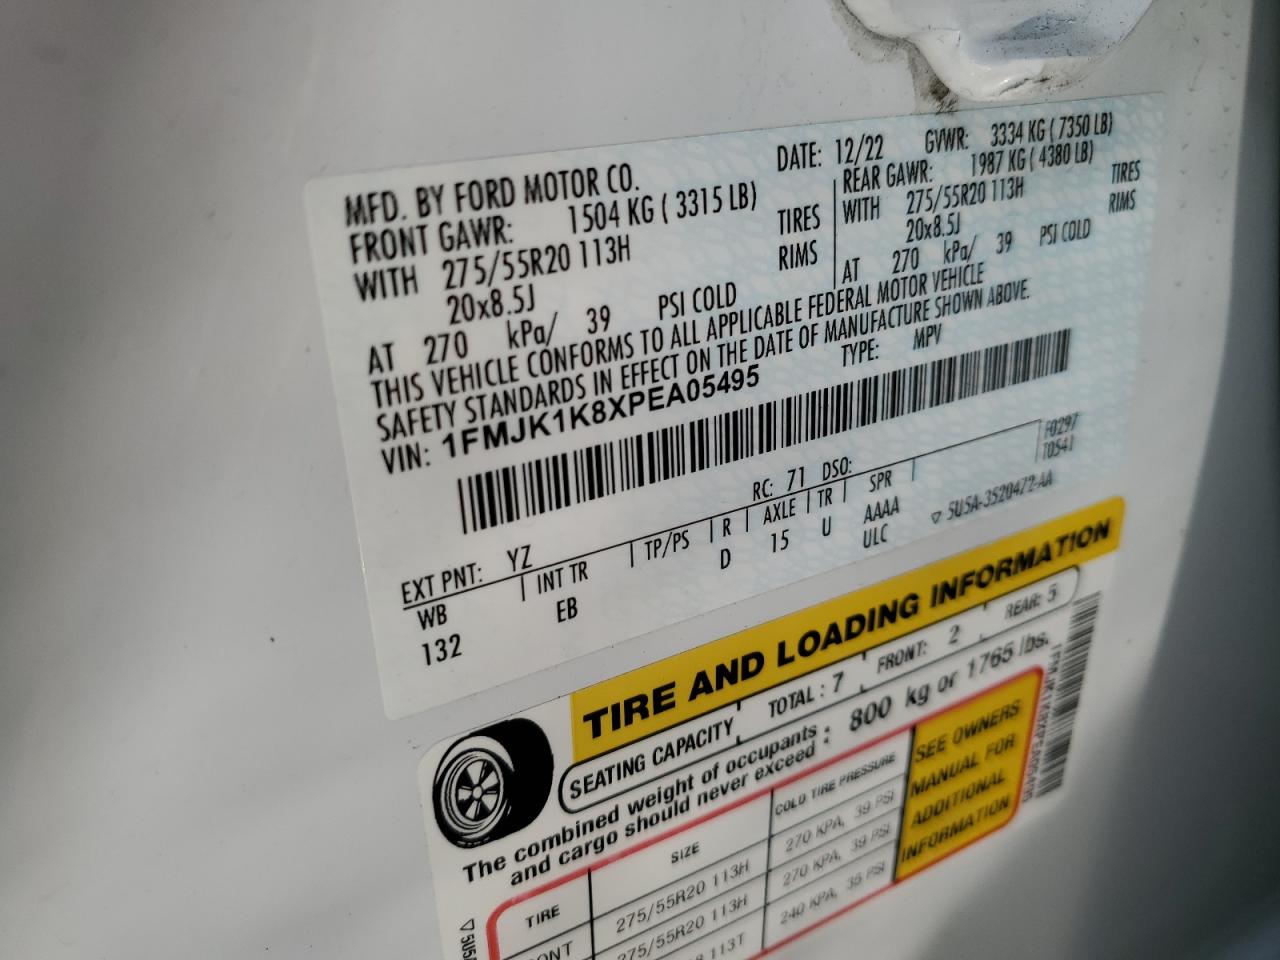 MFD. BY FORD MOTOR CO.
DATE: 12/22 GVWR: 3334 KG ( 7350 LB)
FRONT GAWR: 1504 KG ( 3315 LB)
REAR GAWR: 1987 KG ( 4380 LB)
WITH 275/55R20 113H TIRES
WITH 275/55R20 113H TIRES
20x8.5J RIMS
20x8.5J RIMS
AT 270 kPa/ 39 PSI COLD
AT 270 kPa/ 39 PSI COLD
THIS VEHICLE CONFORMS TO ALL APPLICABLE FEDERAL MOTOR VEHICLE
SAFETY STANDARDS IN EFFECT ON THE DATE OF MANUFACTURE SHOWN ABOVE.
VIN: 1FMJK1K8XPEA05495 TYPE: MPV
F0297
T0541
EXT PNT: YZ RC: 71 DSO:
WB INT TR TP/PS R AXLE TR SPR
132 EB D 15 U AAAA
ULC
▽ 5U5A-3520472-AA
TIRE AND LOADING INFORMATION
SEATING CAPACITY TOTAL : 7 FRONT: 2 REAR: 5
The combined weight of occupants
and cargo should never exceed : 800 kg or 1765 lbs.
TIRE SIZE COLD TIRE PRESSURE
275/55R20 113H 270 KPA, 39 PSI
275/55R20 113H 270 KPA, 39 PSI
113T 240 KPA, 35 PSI
SEE OWNERS
MANUAL FOR
ADDITIONAL
INFORMATION